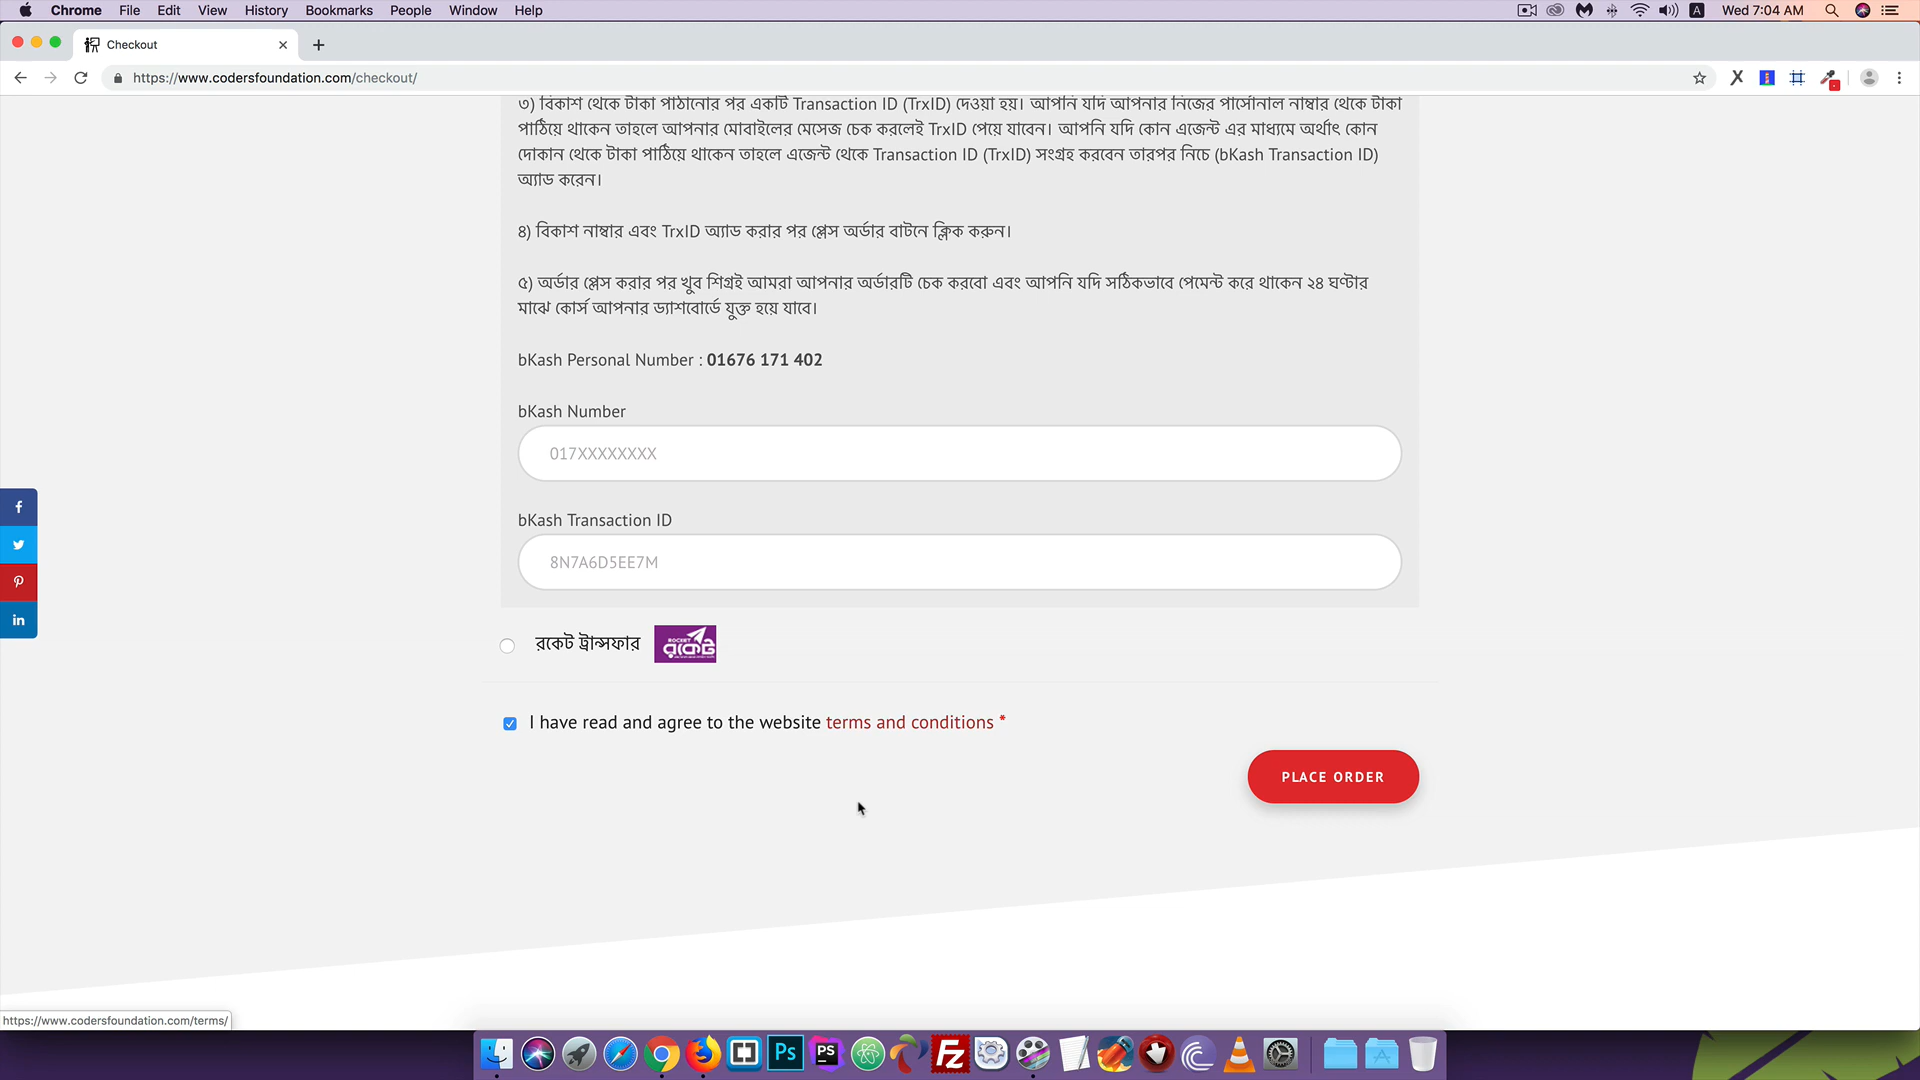 Chrome File Edit View History Bookmarks People Window Help
A Wed 7:04 AM
Checkout
https://www.codersfoundation.com/checkout/
৩) বিকাশ থেকে টাকা পাঠানোর পর একটি Transaction ID (TrxID) দেওয়া হয়। আপনি যদি আপনার নিজের পার্সোনাল নাম্বার থেকে টাকা
পাঠিয়ে থাকেন তাহলে আপনার মোবাইলের মেসেজ চেক করলেই TrxID পেয়ে যাবেন। আপনি যদি কোন এজেন্ট এর মাধ্যমে অর্থাৎ কোন
দোকান থেকে টাকা পাঠিয়ে থাকেন তাহলে এজেন্ট থেকে Transaction ID (TrxID) সংগ্রহ করবেন তারপর নিচে (bKash Transaction ID)
অ্যাড করেন।
৪) বিকাশ নাম্বার এবং TrxID অ্যাড করার পর প্লেস অর্ডার বাটনে ক্লিক করুন।
৫) অর্ডার প্লেস করার পর খুব শিগ্রই আমরা আপনার অর্ডারটি চেক করবো এবং আপনি যদি সঠিকভাবে পেমেন্ট করে থাকেন ২৪ ঘণ্টার
মাঝে কোর্স আপনার ড্যাশবোর্ডে যুক্ত হয়ে যাবে।
bKash Personal Number : 01676 171 402
bKash Number
017XXXXXXXX
bKash Transaction ID
8N7A6D5EE7M
রকেট ট্রান্সফার
ROCKET
রকেট
I have read and agree to the website terms and conditions *
PLACE ORDER
https://www.codersfoundation.com/terms/
Ps
PS
Fz